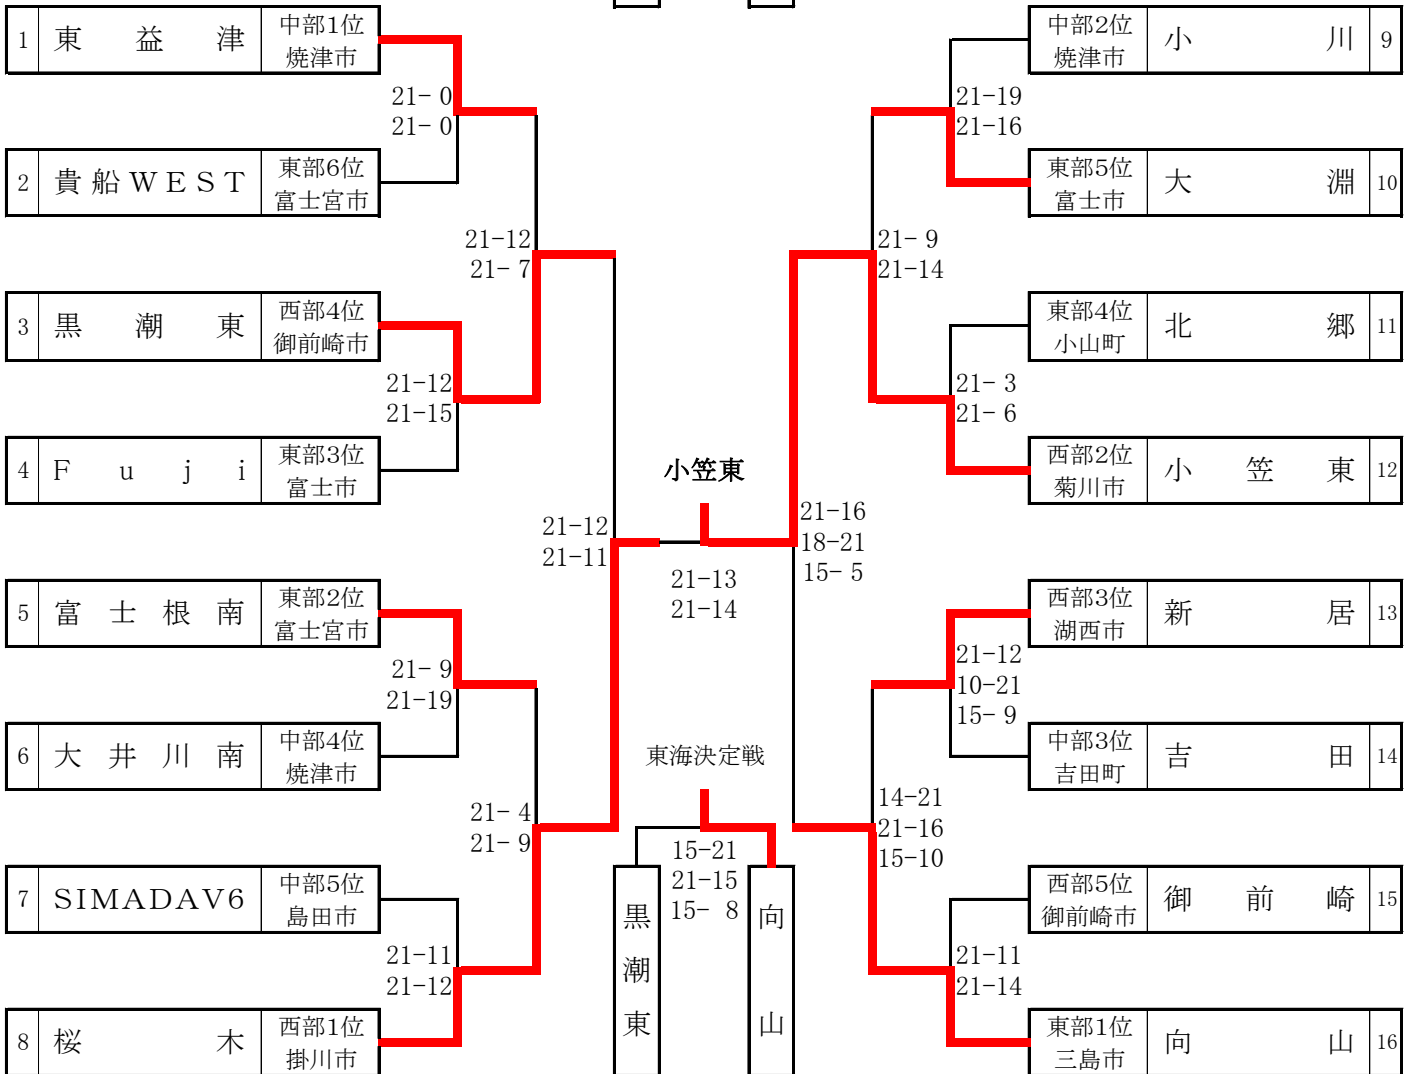 1 東益津 中部1位 焼津市
21- 0
21- 0
2 貴船WEST 東部6位 富士宮市
21-12
21- 7
3 黒潮東 西部4位 御前崎市
21-12
21-15
4 Fuji 東部3位 富士市
21-12
21-11
5 富士根南 東部2位 富士宮市
21- 9
21-19
6 大井川南 中部4位 焼津市
21- 4
21- 9
7 SIMADAV6 中部5位 島田市
21-11
21-12
8 桜木 西部1位 掛川市
小笠東
21-13
21-14
東海決定戦
15-21
21-15
15- 8
黒潮東
向山
中部2位 焼津市 小川 9
21-19
21-16
東部5位 富士市 大淵 10
21- 9
21-14
東部4位 小山町 北郷 11
21- 3
21- 6
西部2位 菊川市 小笠東 12
21-16
18-21
15- 5
西部3位 湖西市 新居 13
21-12
10-21
15- 9
中部3位 吉田町 吉田 14
14-21
21-16
15-10
西部5位 御前崎市 御前崎 15
21-11
21-14
東部1位 三島市 向山 16